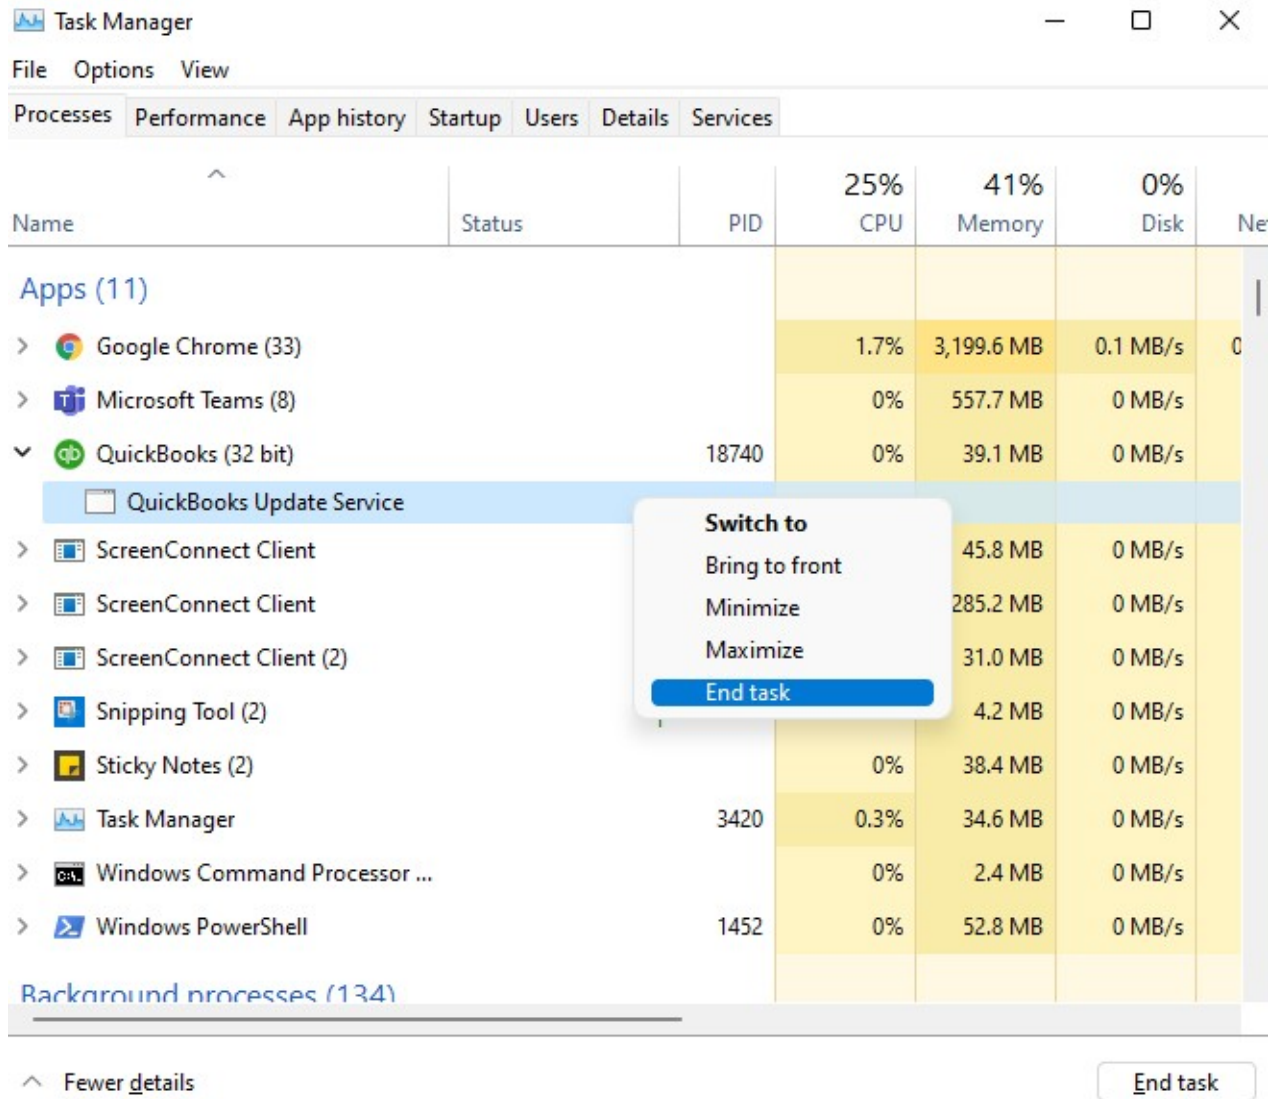 Task Manager
File Options View
Processes Performance App history Startup Users Details Services
25% 41% 0%
Name Status PID CPU Memory Disk Ne
Apps (11)
Google Chrome (33) 1.7% 3,199.6 MB 0.1 MB/s 0
Microsoft Teams (8) 0% 557.7 MB 0 MB/s
QuickBooks (32 bit) 18740 0% 39.1 MB 0 MB/s
QuickBooks Update Service
Switch to
Bring to front
Minimize
Maximize
End task
ScreenConnect Client 45.8 MB 0 MB/s
ScreenConnect Client 285.2 MB 0 MB/s
ScreenConnect Client (2) 31.0 MB 0 MB/s
Snipping Tool (2) 4.2 MB 0 MB/s
Sticky Notes (2) 0% 38.4 MB 0 MB/s
Task Manager 3420 0.3% 34.6 MB 0 MB/s
Windows Command Processor ... 0% 2.4 MB 0 MB/s
Windows PowerShell 1452 0% 52.8 MB 0 MB/s
Background processes (134)
Fewer details End task